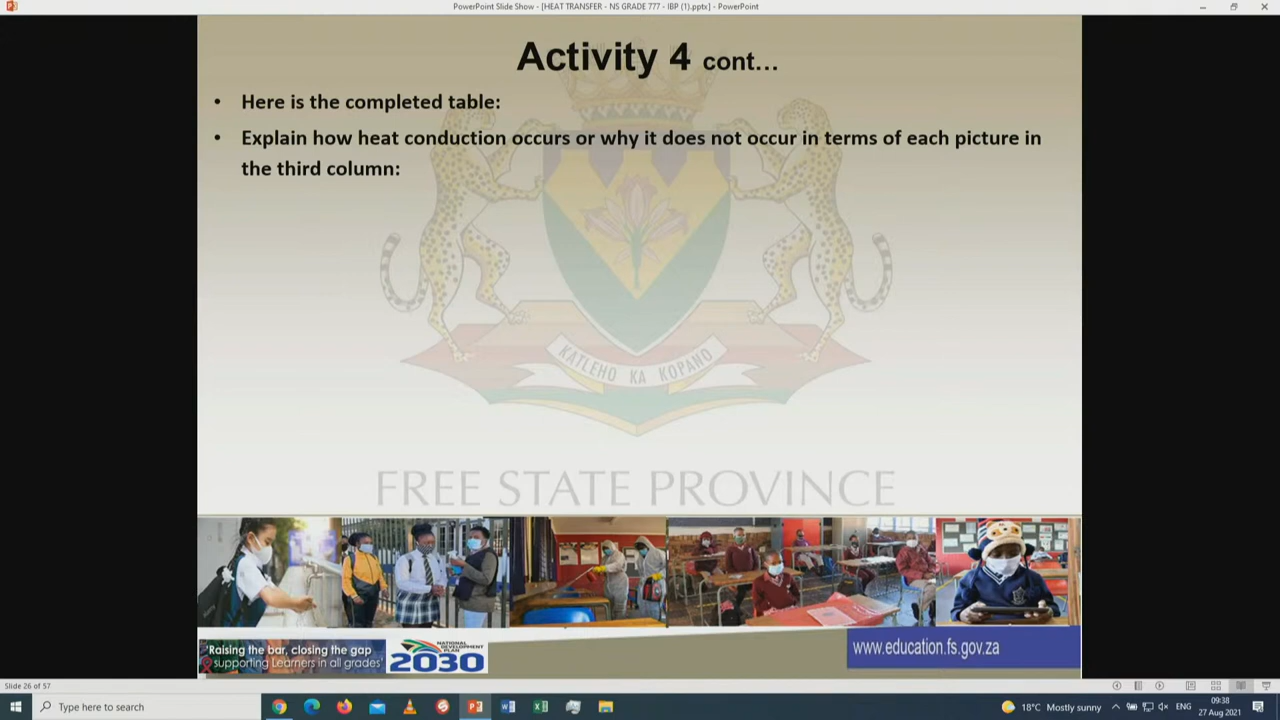 PowerPoint Slide Show - [HEAT TRANSFER - NS GRADE 777 - IBP (1).pptx] - PowerPoint
Activity 4 cont...
• Here is the completed table:
• Explain how heat conduction occurs or why it does not occur in terms of each picture in
the third column:
KATLEHO KA KOPANO
FREE STATE PROVINCE
'Raising the bar, closing the gap
supporting Learners in all grades'
NATIONAL
DEVELOPMENT
PLAN
2030
www.education.fs.gov.za
Slide 26 of 57
Type here to search
18°C Mostly sunny
ENG
09:38
27 Aug 2021